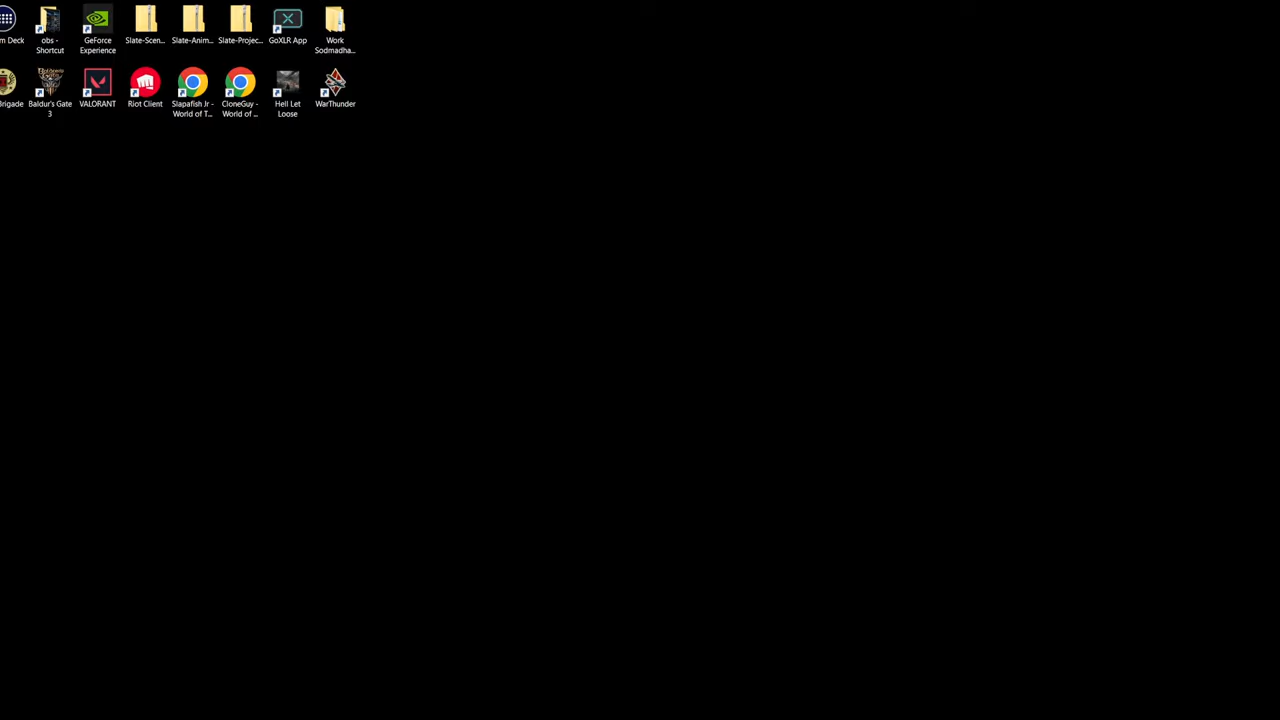 m Deck
obs -
Shortcut
GeForce
Experience
Slate-Scen...
Slate-Anim...
Slate-Projec...
GoXLR App
Work
Sodmadha...
Brigade
Baldur's Gate
3
VALORANT
Riot Client
Slapafish Jr -
World of T...
CloneGuy -
World of ...
Hell Let
Loose
WarThunder